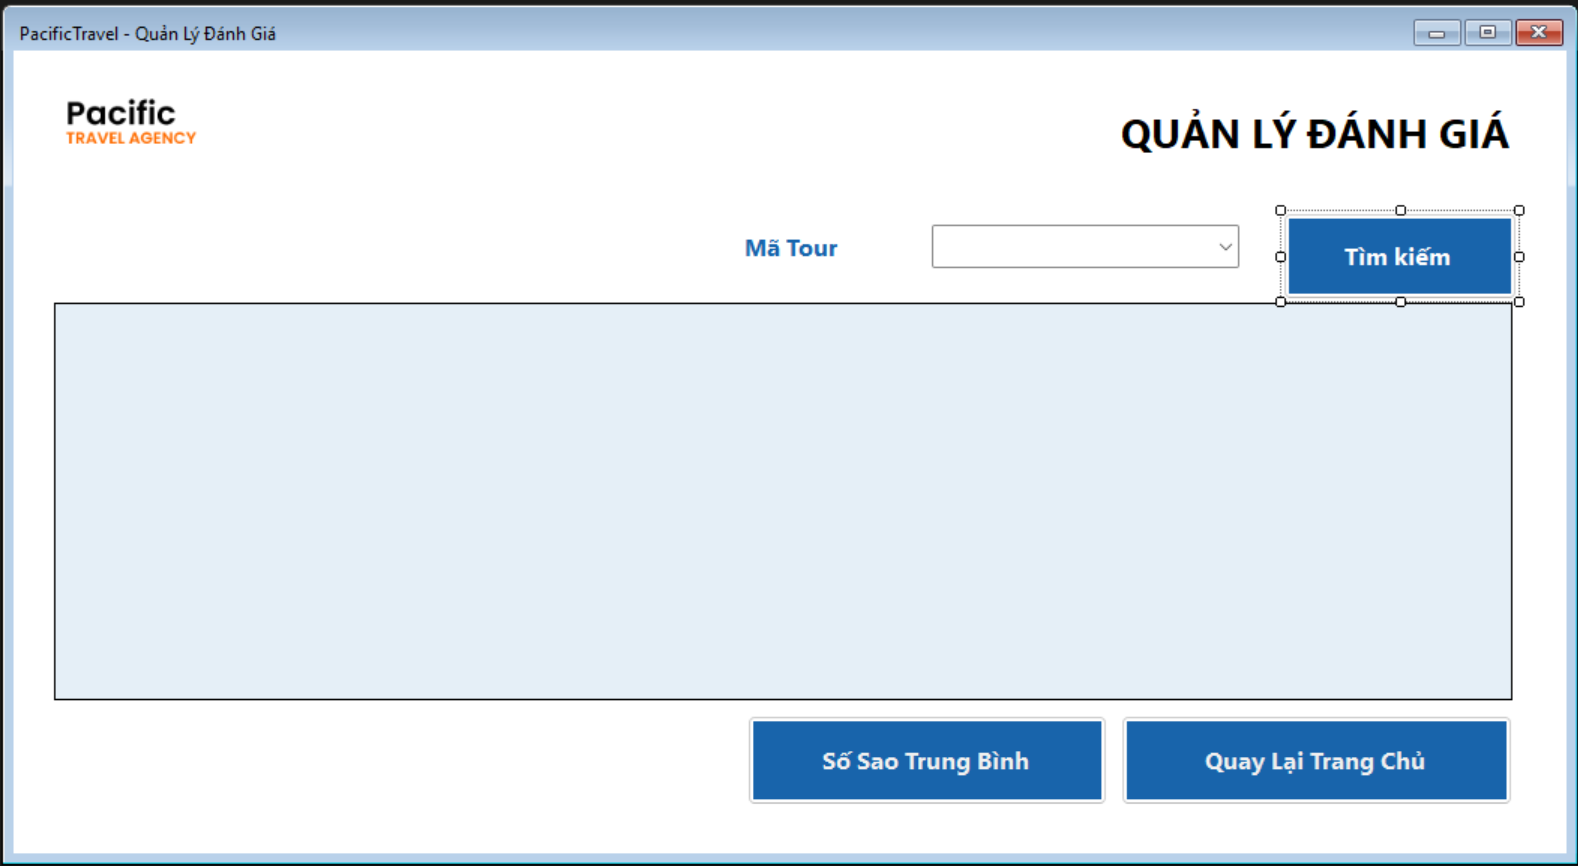 PacificTravel - Quản Lý Đánh Giá
Pacific
TRAVEL AGENCY
QUẢN LÝ ĐÁNH GIÁ
Mã Tour
Tìm kiếm
Số Sao Trung Bình
Quay Lại Trang Chủ